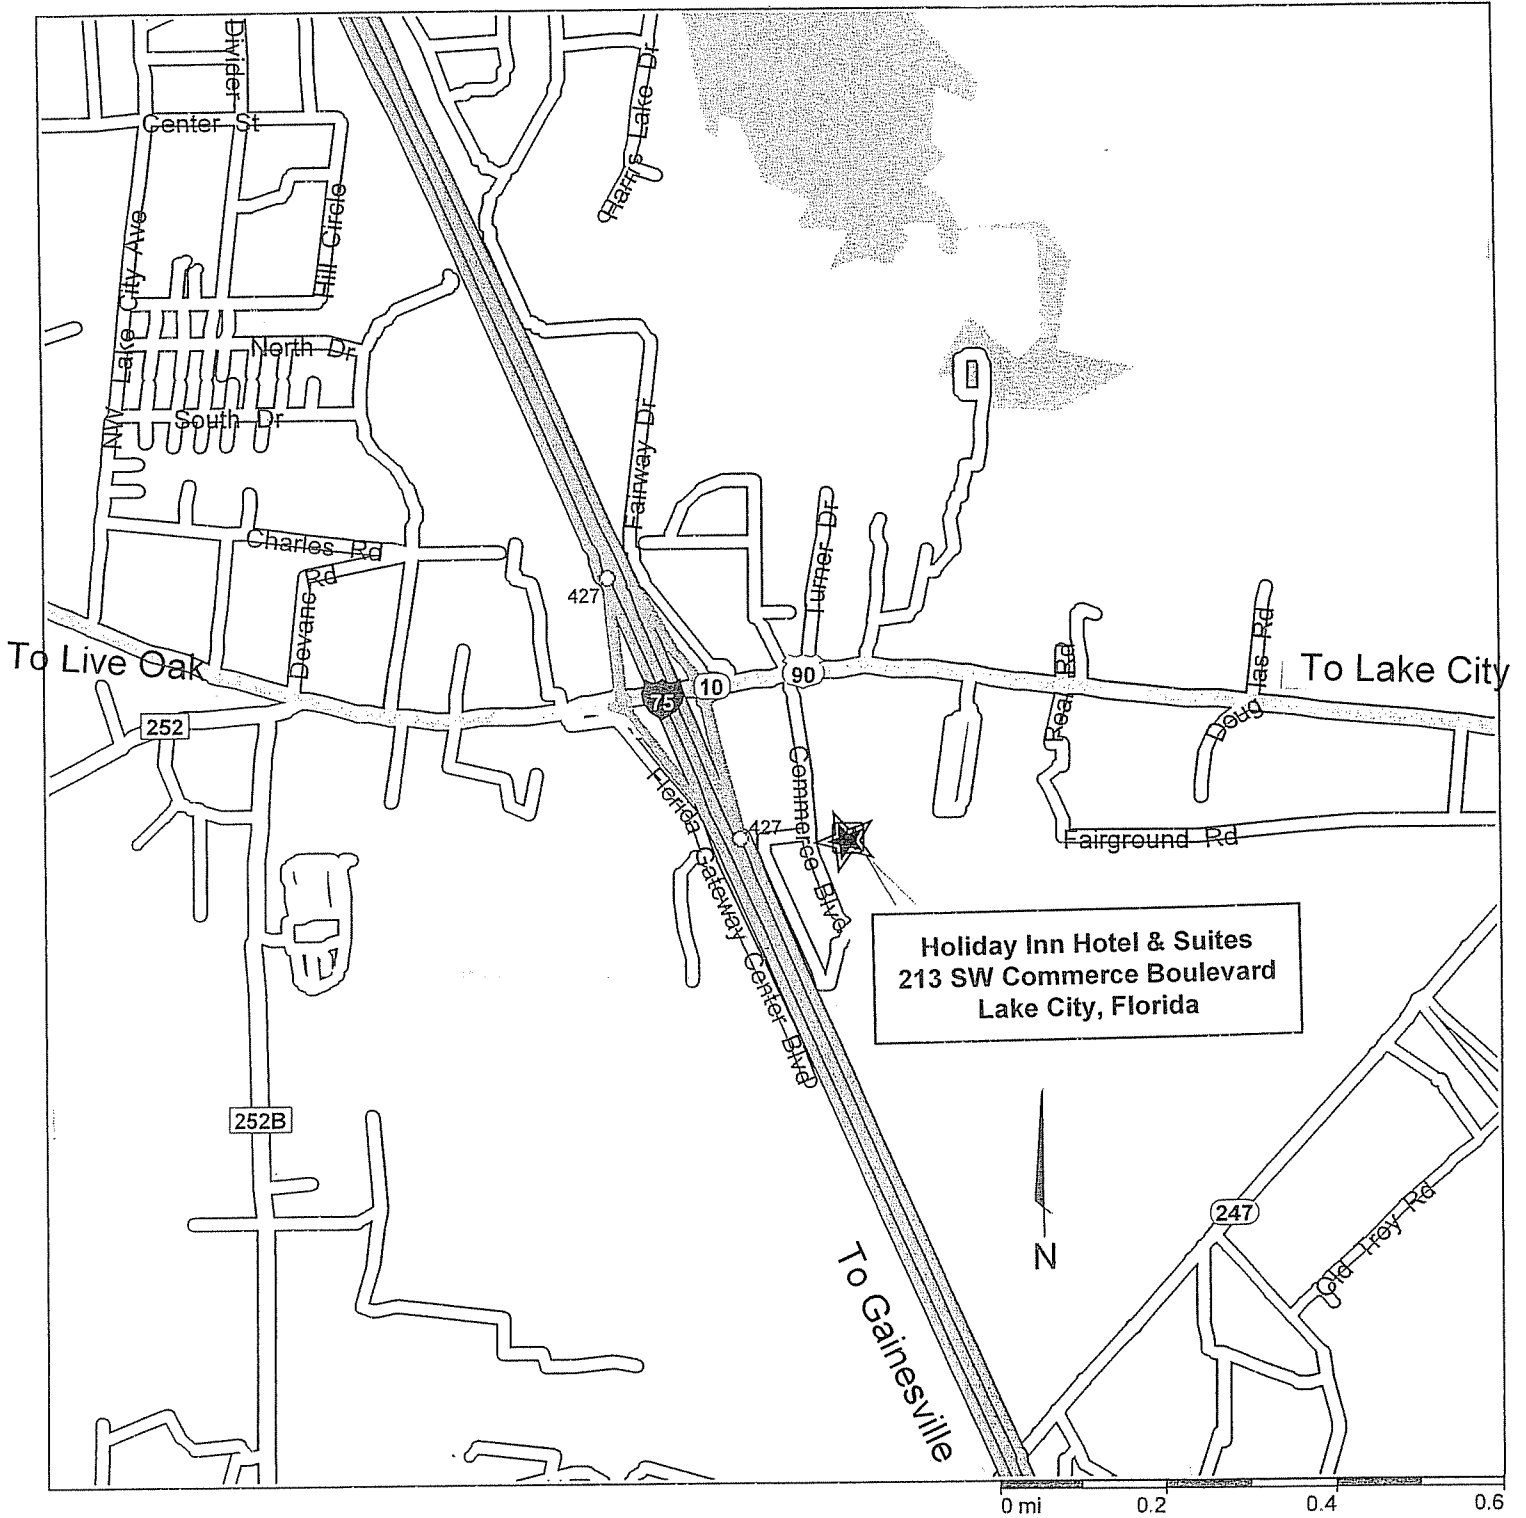 Divider
Center St
Harris Lake Dr
Hill Circle
NW Lake City Ave
North Dr
South Dr
Fairway Dr
Charles Rd
Turner Dr
427
Rd
Devane
Douglas Rd
To Live Oak
To Lake City
90
10
75
252
Commerce Blvd
Florida Gateway Center Blvd
427
Fairground Rd
Holiday Inn Hotel & Suites
213 SW Commerce Boulevard
Lake City, Florida
252B
247
Old Troy Rd
N
To Gainesville
0 mi 0.2 0.4 0.6